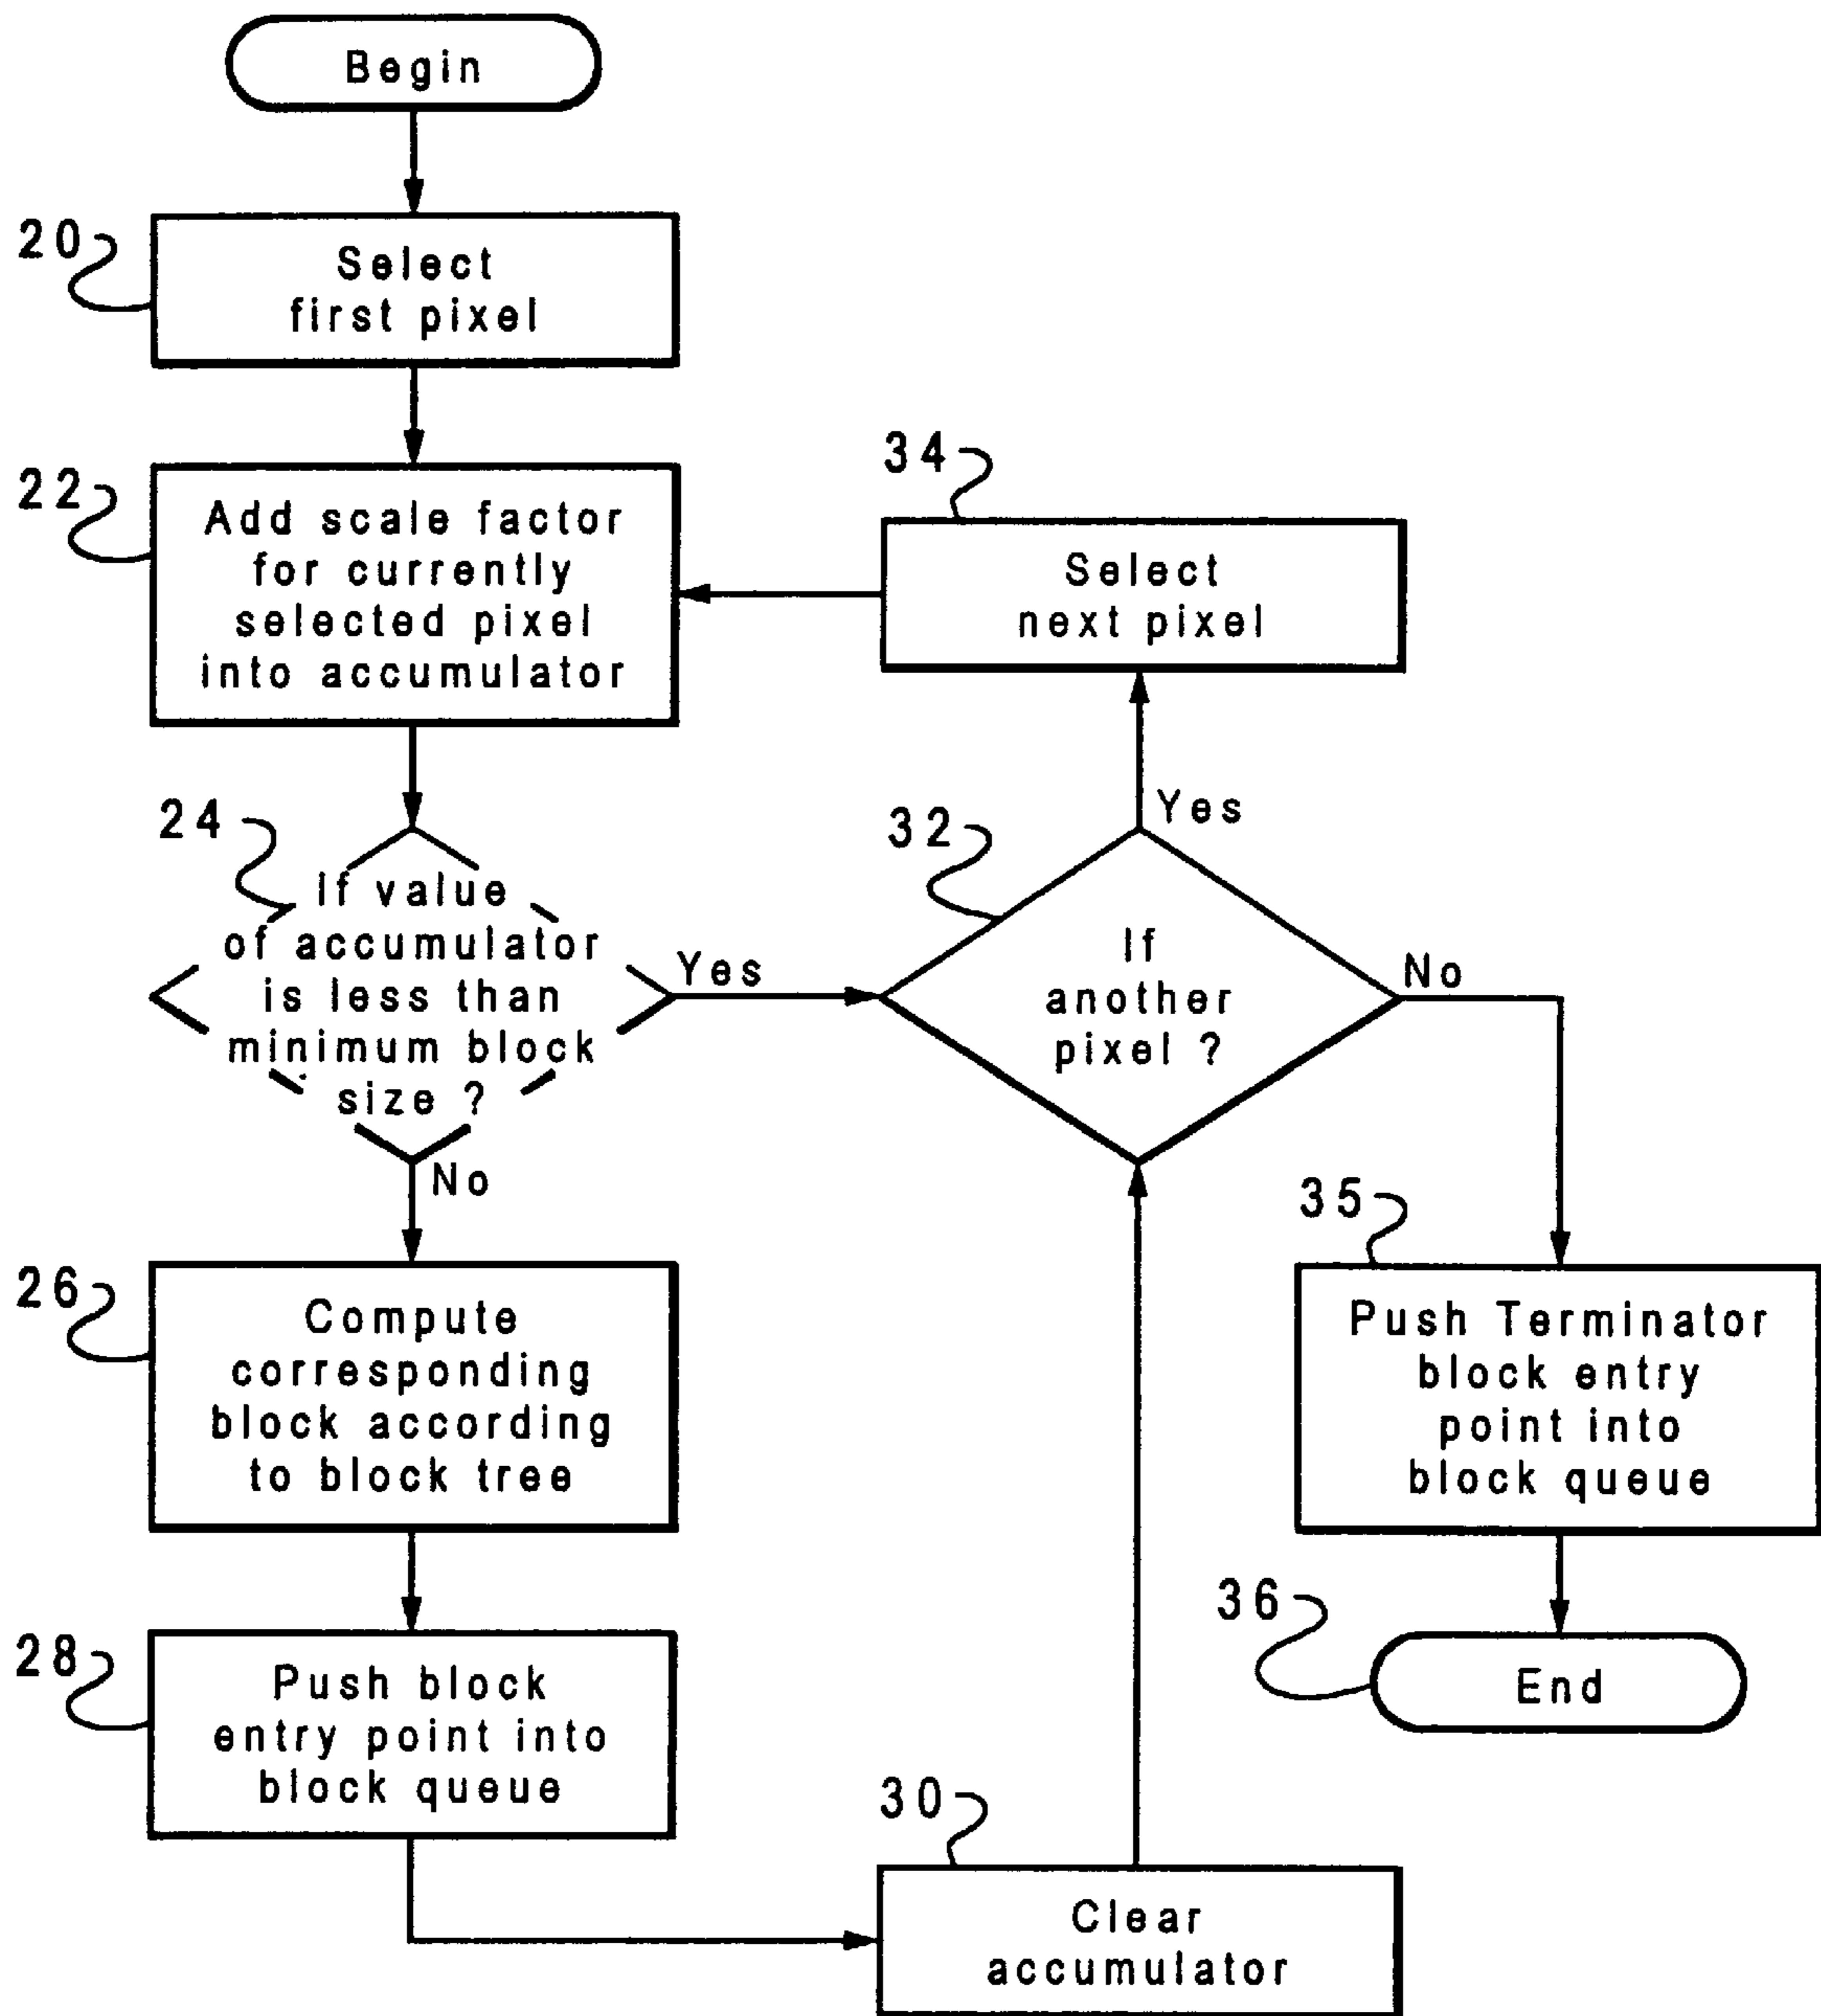 Begin
20
Select
first pixel
22
Add scale factor
for currently
selected pixel
into accumulator
34
Select
next pixel
24
If value
of accumulator
is less than
minimum block
size ?
Yes
No
32
If
another
pixel ?
Yes
No
26
Compute
corresponding
block according
to block tree
28
Push block
entry point into
block queue
30
Clear
accumulator
35
Push Terminator
block entry
point into
block queue
36
End